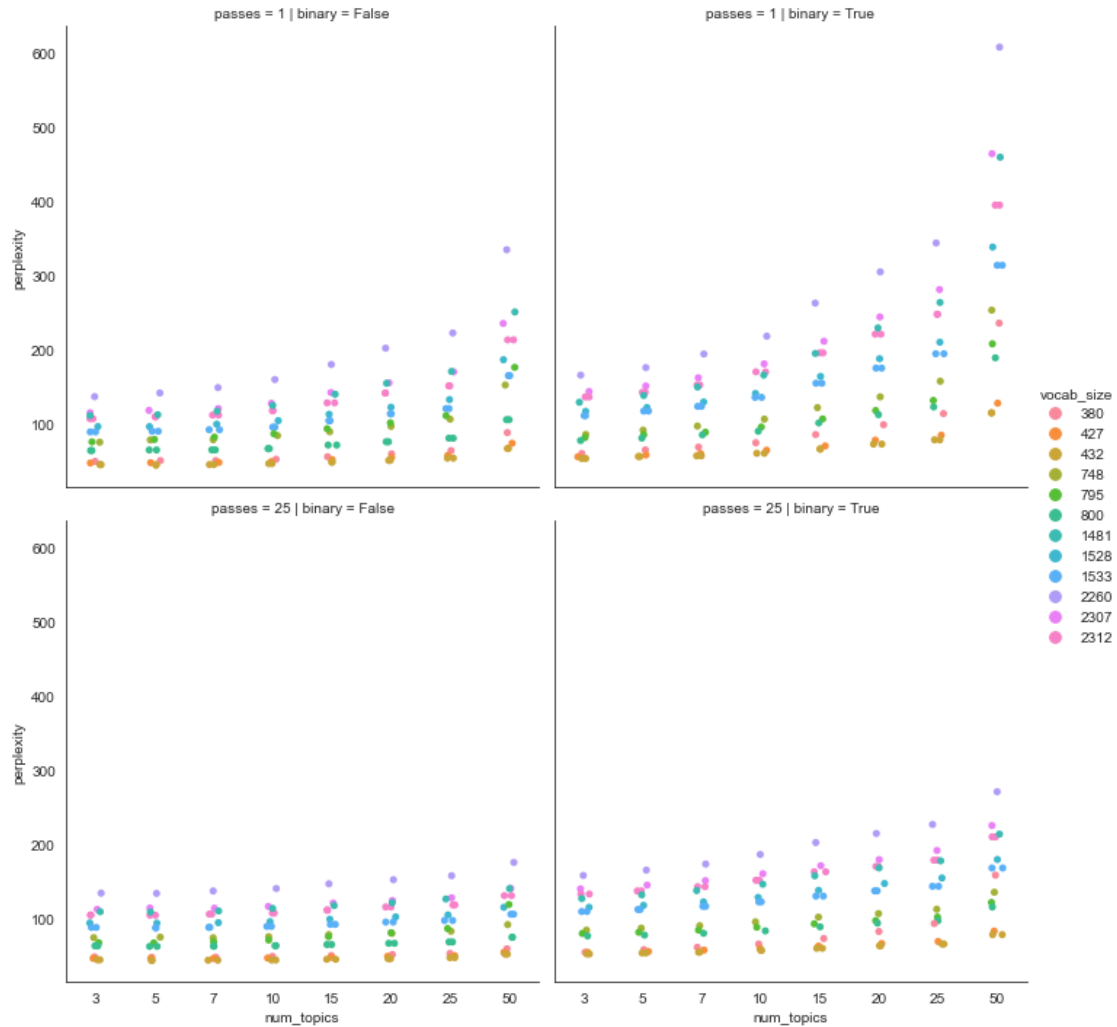 passes = 1 | binary = False
passes = 1 | binary = True
600
500
400
300
200
100
perplexity
passes = 25 | binary = False
passes = 25 | binary = True
600
500
400
300
200
100
perplexity
3 5 7 10 15 20 25 50
num_topics
3 5 7 10 15 20 25 50
num_topics
vocab_size
380
427
432
748
795
800
1481
1528
1533
2260
2307
2312